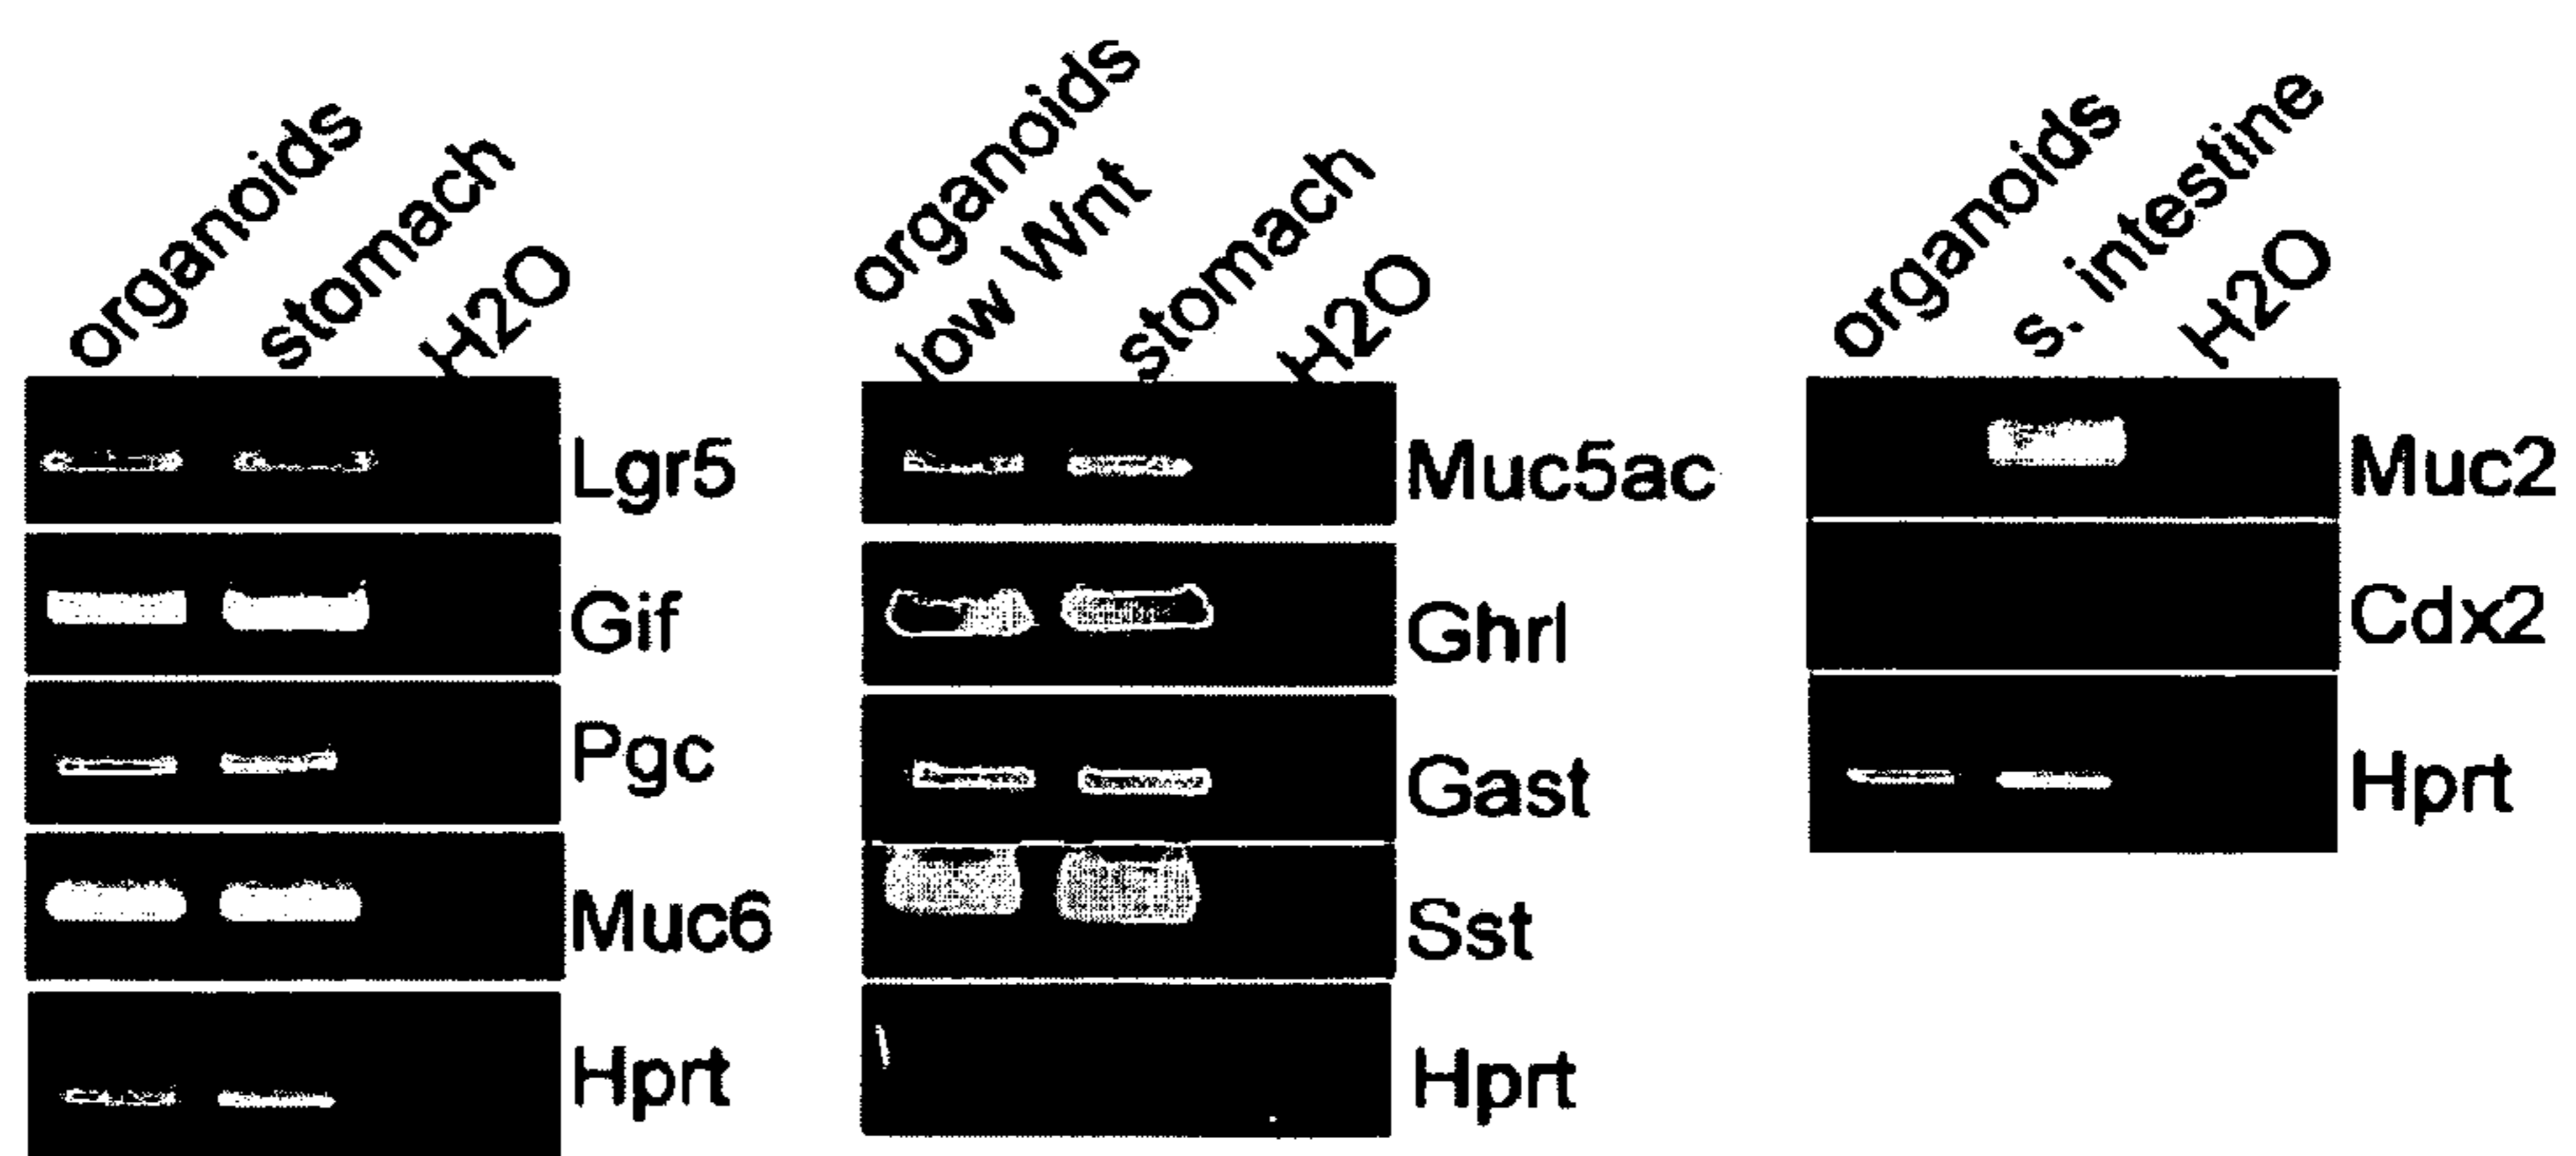 organoids
stomach
H2O
Lgr5
Gif
Pgc
Muc6
Hprt
organoids
low Wnt
stomach
H2O
Muc5ac
Ghrl
Gast
Sst
Hprt
organoids
s. intestine
H2O
Muc2
Cdx2
Hprt